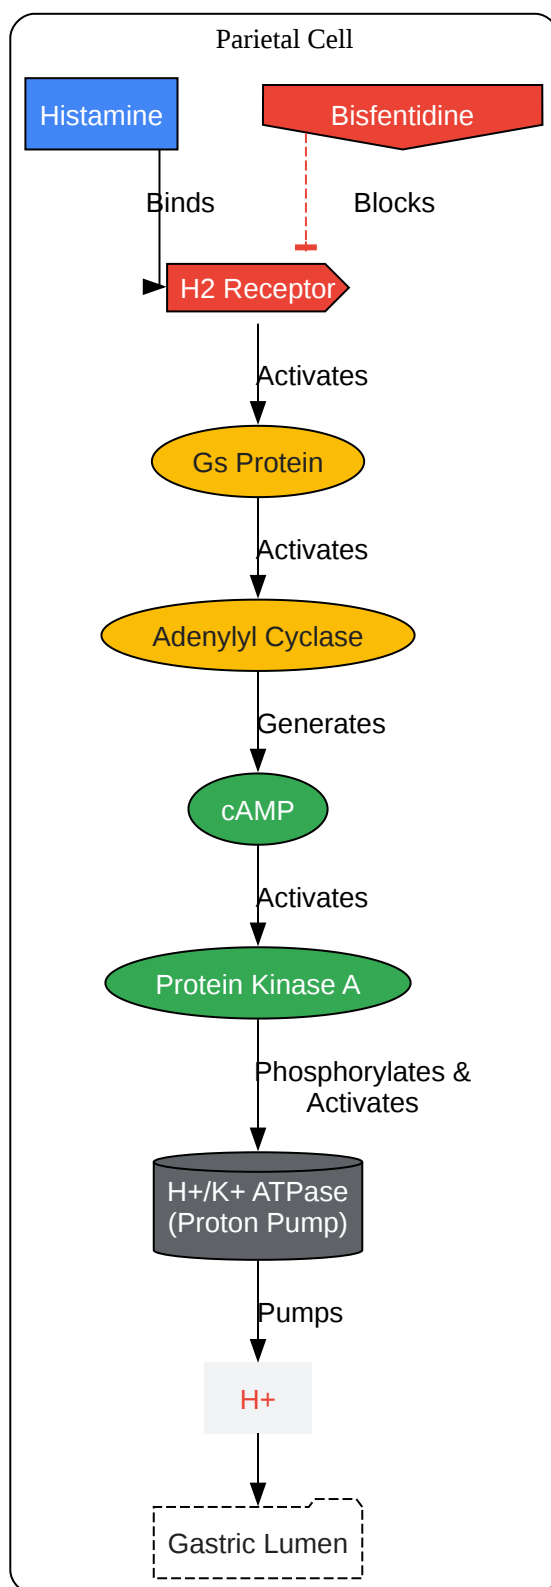 Parietal Cell
Histamine
Bisfentidine
Binds
Blocks
H2 Receptor
Activates
Gs Protein
Activates
Adenylyl Cyclase
Generates
cAMP
Activates
Protein Kinase A
Phosphorylates &
Activates
H+/K+ ATPase
(Proton Pump)
Pumps
H+
Gastric Lumen